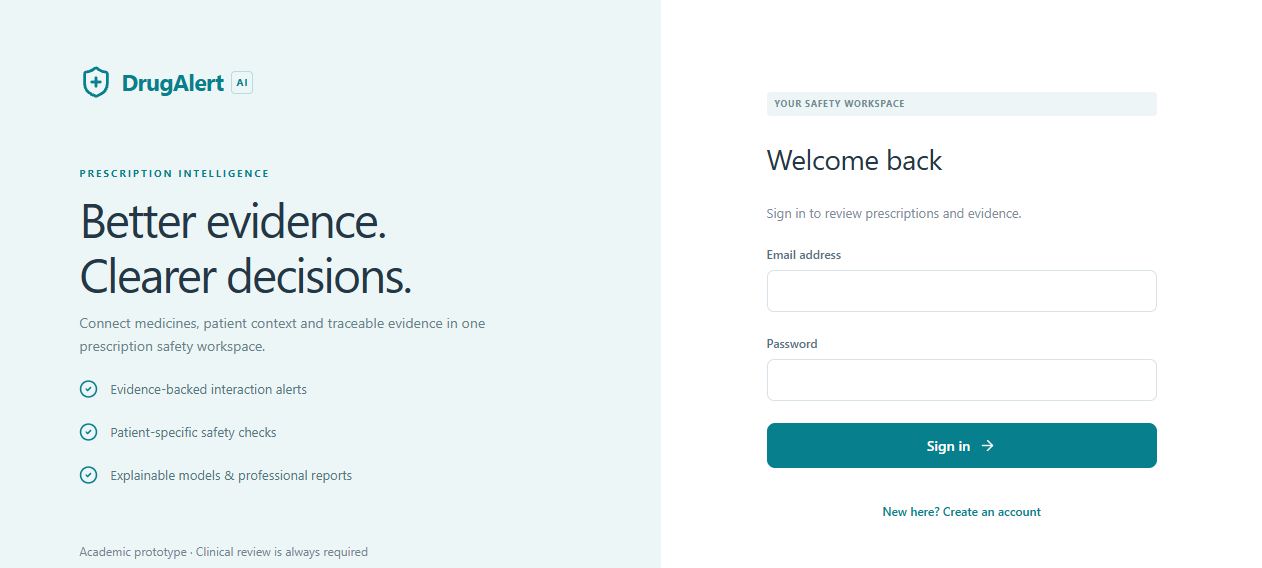 DrugAlert AI
PRESCRIPTION INTELLIGENCE
Better evidence.
Clearer decisions.
Connect medicines, patient context and traceable evidence in one
prescription safety workspace.
Evidence-backed interaction alerts
Patient-specific safety checks
Explainable models & professional reports
Academic prototype · Clinical review is always required
YOUR SAFETY WORKSPACE
Welcome back
Sign in to review prescriptions and evidence.
Email address
Password
Sign in →
New here? Create an account